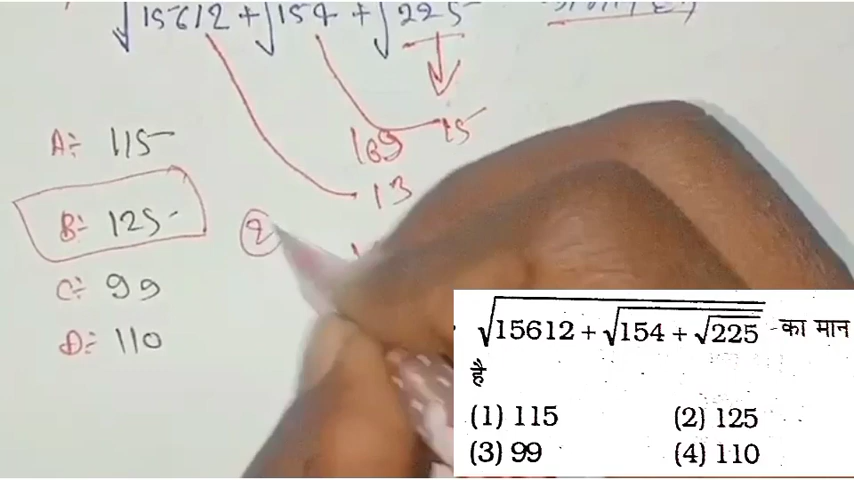 √15612 + √154 + √225
15
169
A:- 115
13
B:- 125
2
C:- 99
D:- 110
√15612 + √154 + √225 का मान
है
(1) 115 (2) 125
(3) 99 (4) 110